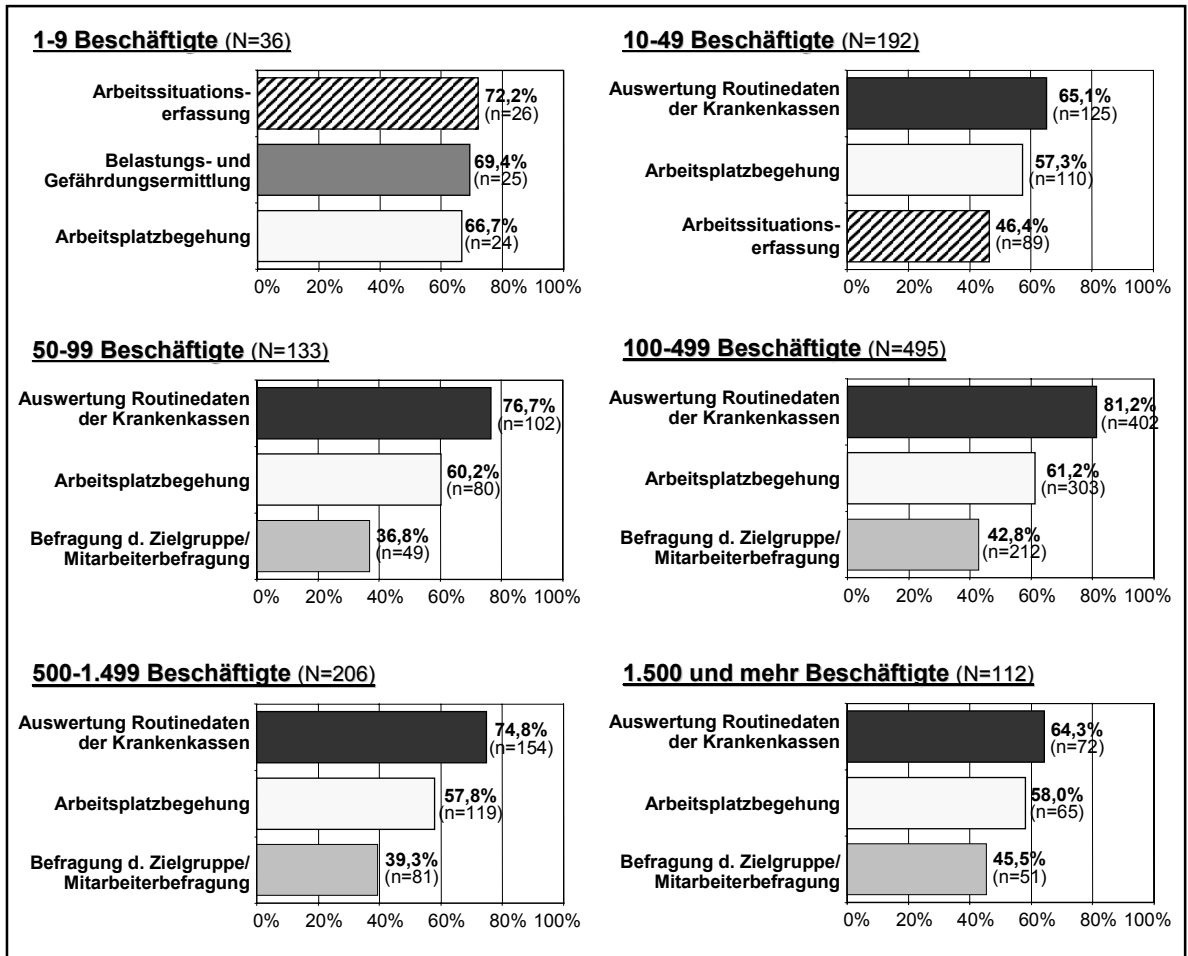 1-9 Beschäftigte (N=36)
Arbeitssituations-
erfassung
72,2%
(n=26)
Belastungs- und
Gefährdungsermittlung
69,4%
(n=25)
Arbeitsplatzbegehung
66,7%
(n=24)
0% 20% 40% 60% 80% 100%
10-49 Beschäftigte (N=192)
Auswertung Routinedaten
der Krankenkassen
65,1%
(n=125)
Arbeitsplatzbegehung
57,3%
(n=110)
Arbeitssituations-
erfassung
46,4%
(n=89)
0% 20% 40% 60% 80% 100%
50-99 Beschäftigte (N=133)
Auswertung Routinedaten
der Krankenkassen
76,7%
(n=102)
Arbeitsplatzbegehung
60,2%
(n=80)
Befragung d. Zielgruppe/
Mitarbeiterbefragung
36,8%
(n=49)
0% 20% 40% 60% 80% 100%
100-499 Beschäftigte (N=495)
Auswertung Routinedaten
der Krankenkassen
81,2%
(n=402
Arbeitsplatzbegehung
61,2%
(n=303)
Befragung d. Zielgruppe/
Mitarbeiterbefragung
42,8%
(n=212)
0% 20% 40% 60% 80% 100%
500-1.499 Beschäftigte (N=206)
Auswertung Routinedaten
der Krankenkassen
74,8%
(n=154)
Arbeitsplatzbegehung
57,8%
(n=119)
Befragung d. Zielgruppe/
Mitarbeiterbefragung
39,3%
(n=81)
0% 20% 40% 60% 80% 100%
1.500 und mehr Beschäftigte (N=112)
Auswertung Routinedaten
der Krankenkassen
64,3%
(n=72)
Arbeitsplatzbegehung
58,0%
(n=65)
Befragung d. Zielgruppe/
Mitarbeiterbefragung
45,5%
(n=51)
0% 20% 40% 60% 80% 100%